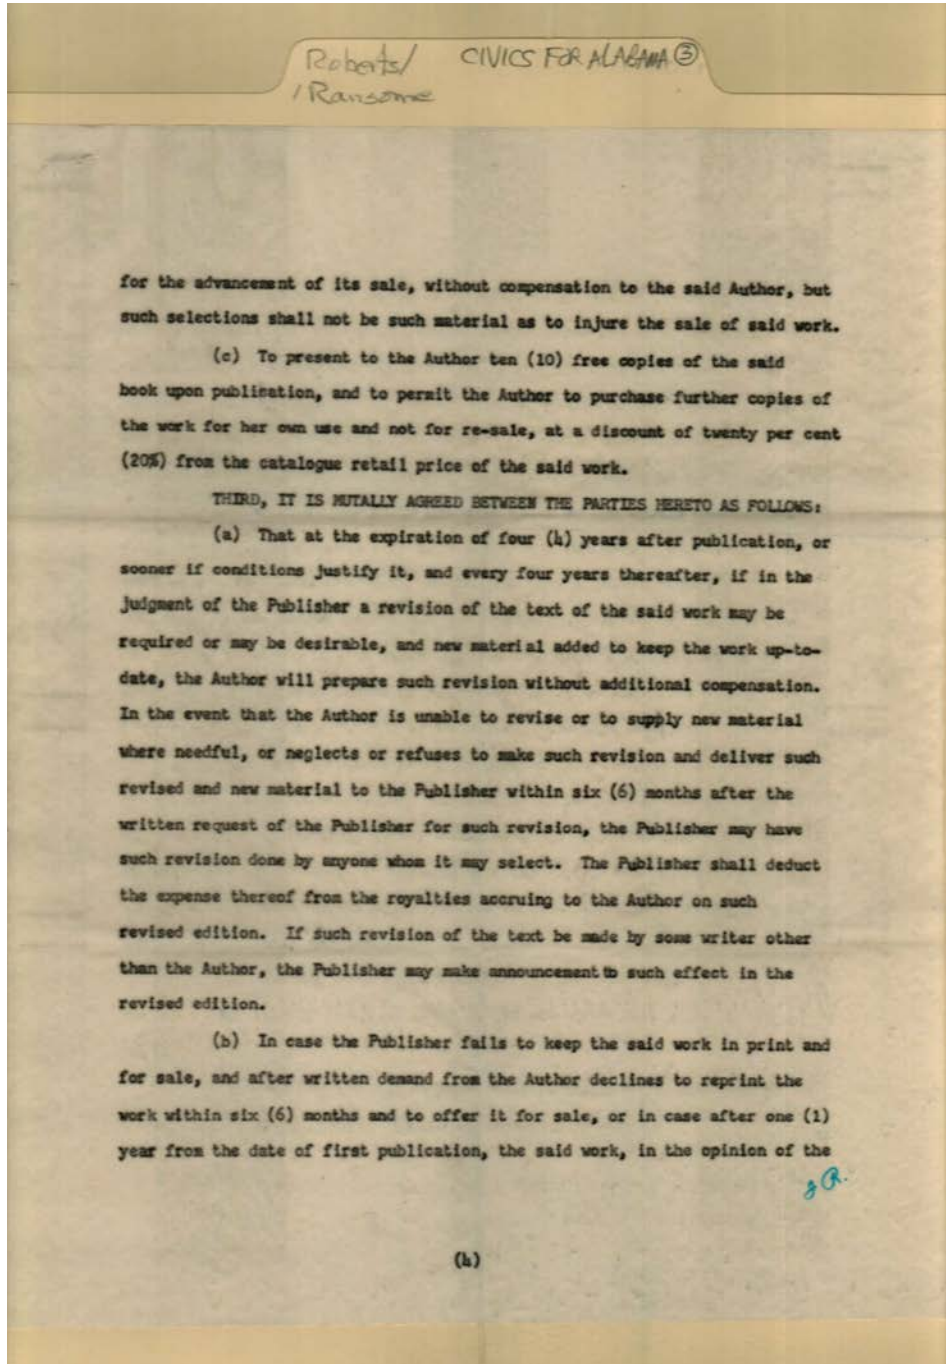 Roberts/ CIVICS FOR ALABAMA ③
/Ransome
for the advancement of its sale, without compensation to the said Author, but
such selections shall not be such material as to injure the sale of said work.
(c) To present to the Author ten (10) free copies of the said
book upon publication, and to permit the Author to purchase further copies of
the work for her own use and not for re-sale, at a discount of twenty per cent
(20%) from the catalogue retail price of the said work.
THIRD, IT IS MUTALLY AGREED BETWEEN THE PARTIES HERETO AS FOLLOWS:
(a) That at the expiration of four (4) years after publication, or
sooner if conditions justify it, and every four years thereafter, if in the
judgment of the Publisher a revision of the text of the said work may be
required or may be desirable, and new material added to keep the work up-to-
date, the Author will prepare such revision without additional compensation.
In the event that the Author is unable to revise or to supply new material
where needful, or neglects or refuses to make such revision and deliver such
revised and new material to the Publisher within six (6) months after the
written request of the Publisher for such revision, the Publisher may have
such revision done by anyone whom it may select. The Publisher shall deduct
the expense thereof from the royalties accruing to the Author on such
revised edition. If such revision of the text be made by some writer other
than the Author, the Publisher may make announcement to such effect in the
revised edition.
(b) In case the Publisher fails to keep the said work in print and
for sale, and after written demand from the Author declines to reprint the
work within six (6) months and to offer it for sale, or in case after one (1)
year from the date of first publication, the said work, in the opinion of the
(4)